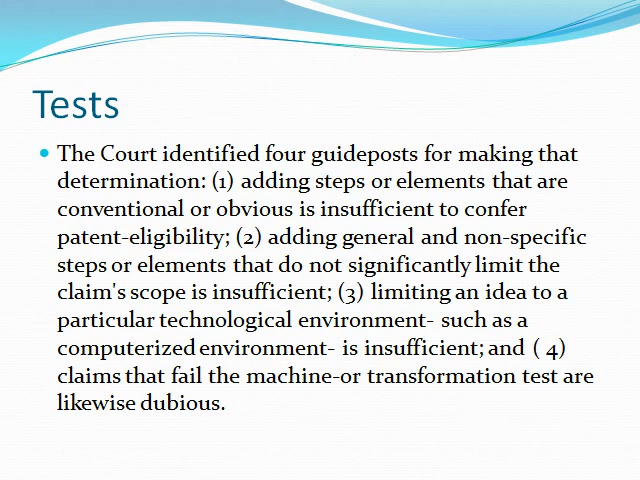 Tests
• The Court identified four guideposts for making that
determination: (1) adding steps or elements that are
conventional or obvious is insufficient to confer
patent-eligibility; (2) adding general and non-specific
steps or elements that do not significantly limit the
claim's scope is insufficient; (3) limiting an idea to a
particular technological environment- such as a
computerized environment- is insufficient; and ( 4)
claims that fail the machine-or transformation test are
likewise dubious.